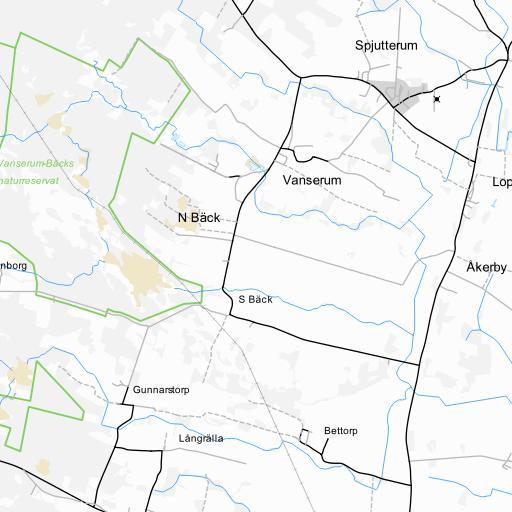 Spjutterum
Vanserum-Bäcks
naturreservat
Vanserum
Lop
N Bäck
nborg
Åkerby
S Bäck
Gunnarstorp
Långrälla
Bettorp